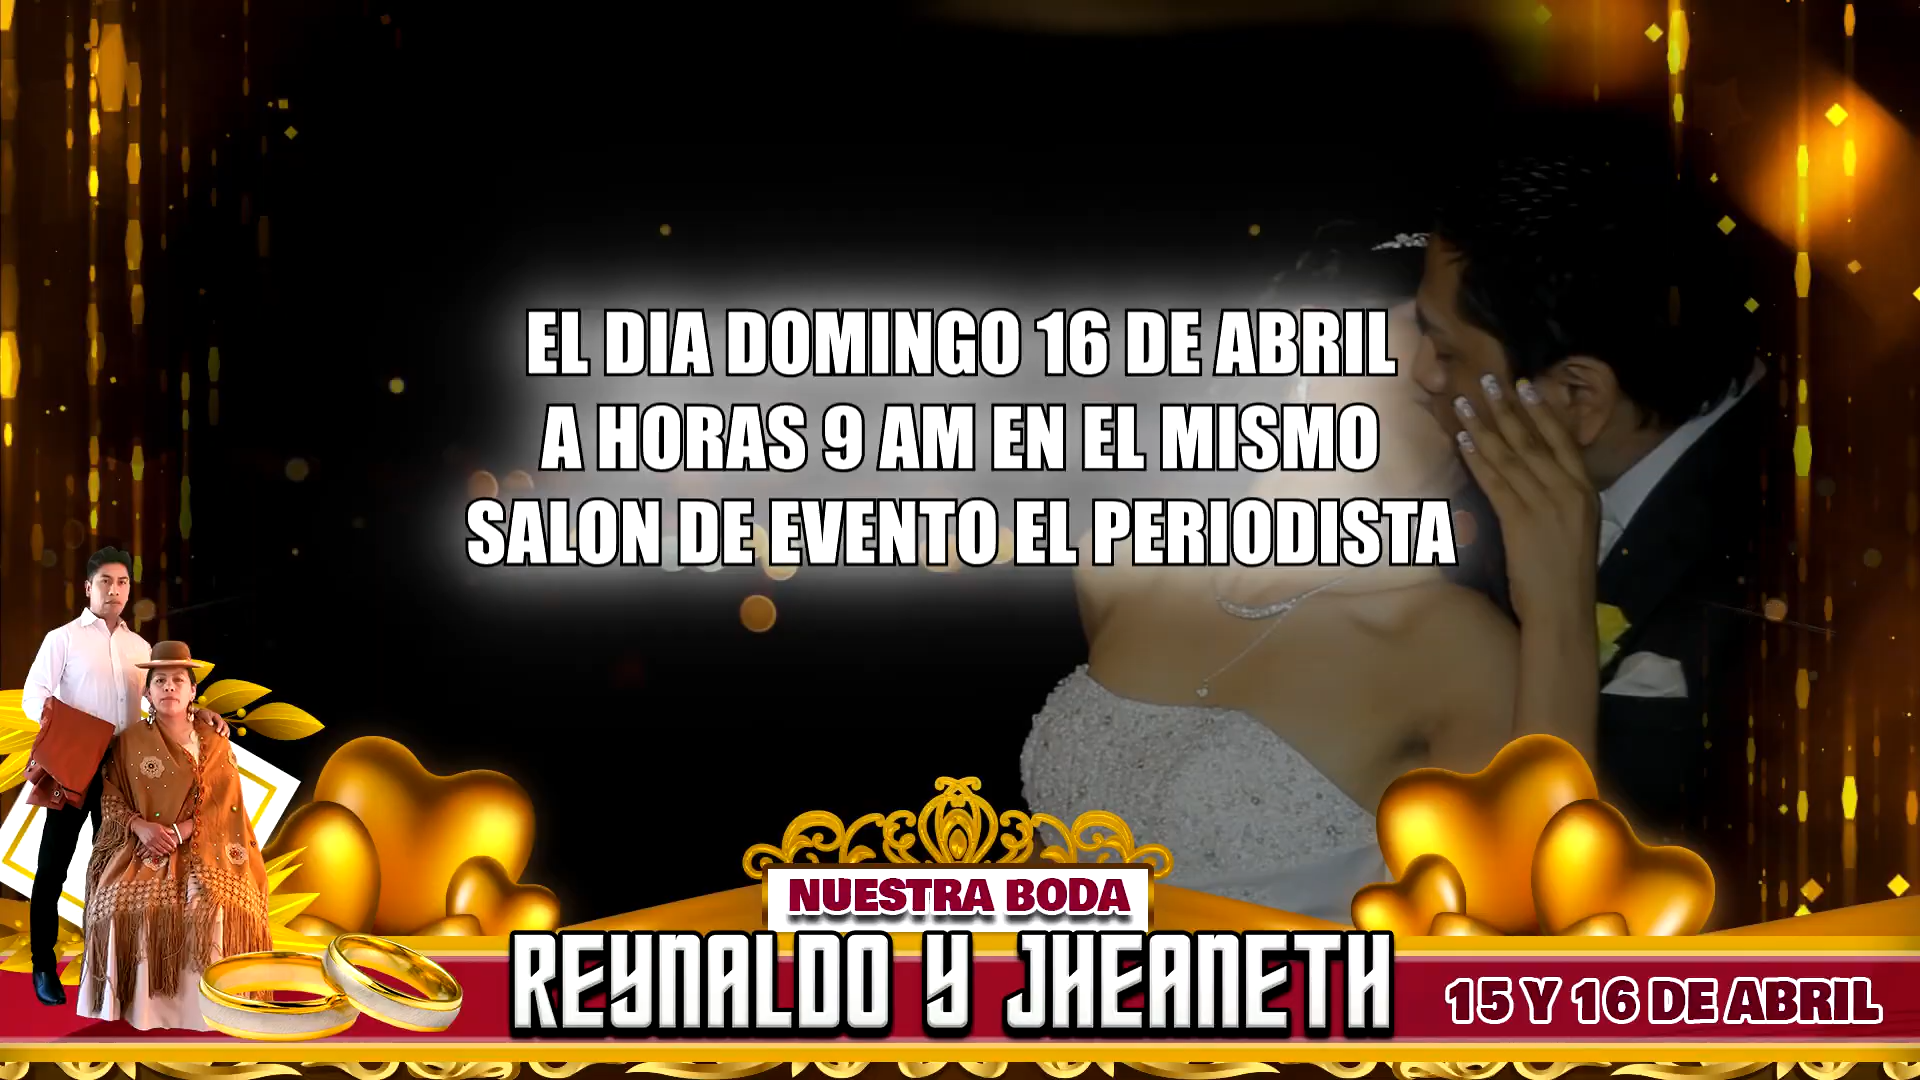 EL DIA DOMINGO 16 DE ABRIL
A HORAS 9 AM EN EL MISMO
SALON DE EVENTO EL PERIODISTA
NUESTRA BODA
REYNALDO Y JHEANETH
15 Y 16 DE ABRIL